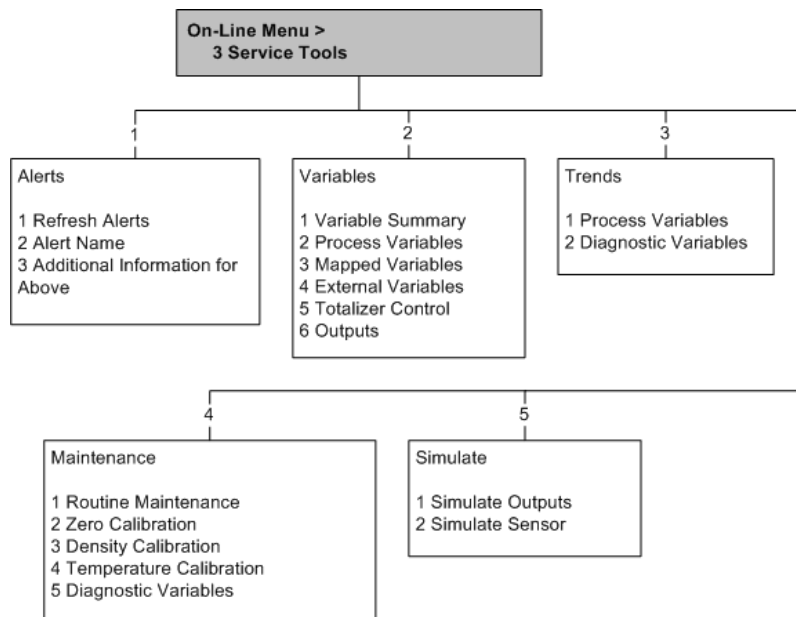 On-Line Menu >
3 Service Tools
1
2
3
Alerts
1 Refresh Alerts
2 Alert Name
3 Additional Information for
Above
Variables
1 Variable Summary
2 Process Variables
3 Mapped Variables
4 External Variables
5 Totalizer Control
6 Outputs
Trends
1 Process Variables
2 Diagnostic Variables
4
5
Maintenance
1 Routine Maintenance
2 Zero Calibration
3 Density Calibration
4 Temperature Calibration
5 Diagnostic Variables
Simulate
1 Simulate Outputs
2 Simulate Sensor